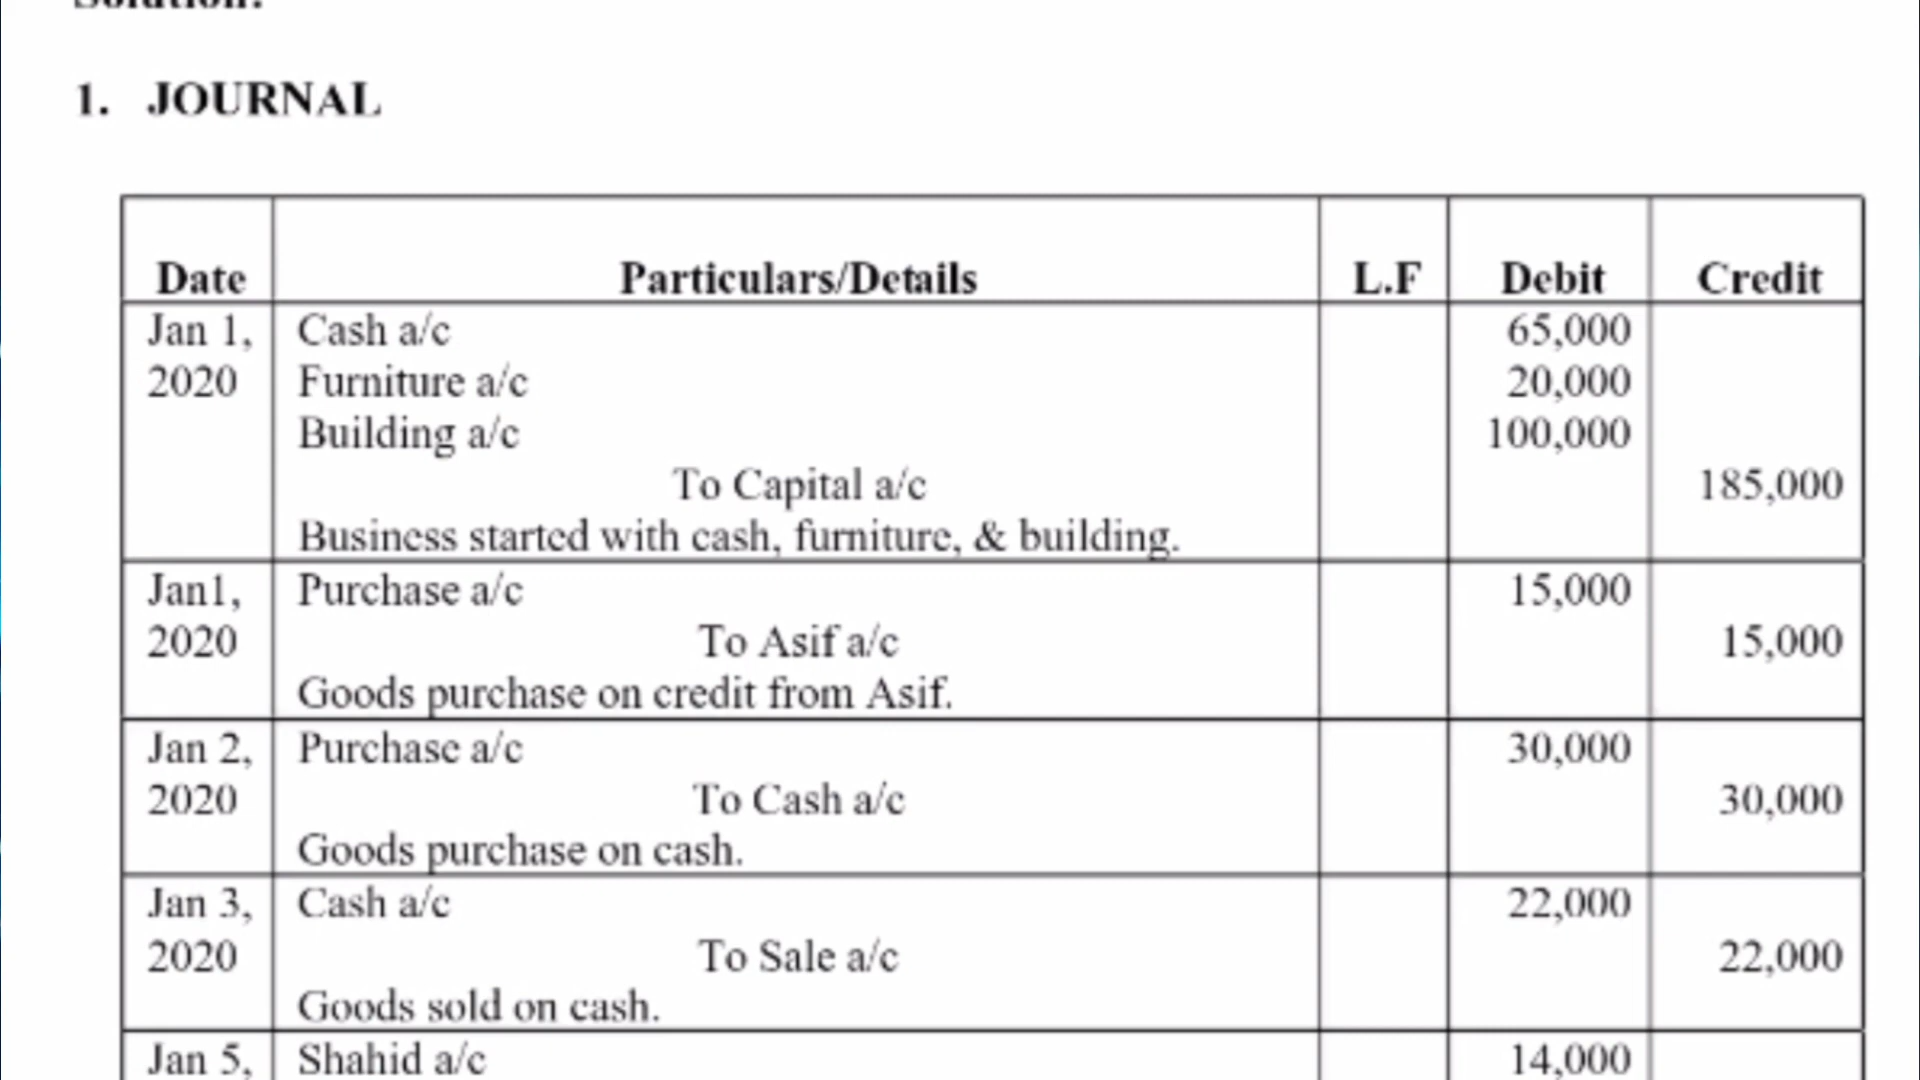 Solution:
1. JOURNAL
Date Particulars/Details L.F Debit Credit
Jan 1, Cash a/c 65,000
2020 Furniture a/c 20,000
Building a/c 100,000
To Capital a/c 185,000
Business started with cash, furniture, & building.
Jan1, Purchase a/c 15,000
2020 To Asif a/c 15,000
Goods purchase on credit from Asif.
Jan 2, Purchase a/c 30,000
2020 To Cash a/c 30,000
Goods purchase on cash.
Jan 3, Cash a/c 22,000
2020 To Sale a/c 22,000
Goods sold on cash.
Jan 5, Shahid a/c 14,000